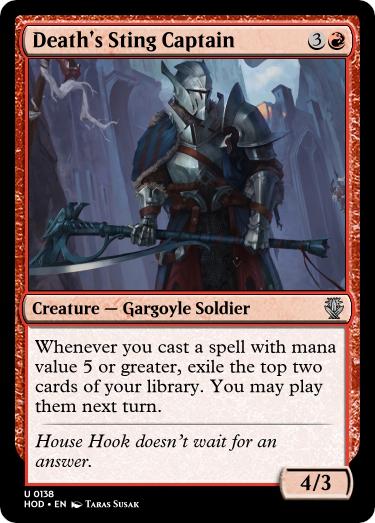 Death's Sting Captain 3
Creature — Gargoyle Soldier
Whenever you cast a spell with mana
value 5 or greater, exile the top two
cards of your library. You may play
them next turn.
House Hook doesn't wait for an
answer.
4/3
U 0138
HOD • EN Taras Susak